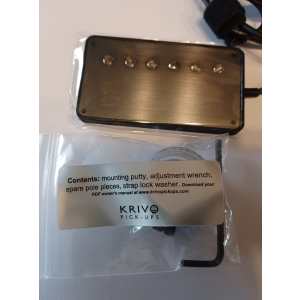 Contents: mounting putty, adjustment wrench,
spare pole pieces, strap lock washer. Download your
PDF owner's manual at www.krivopickups.com
KRIVO
PICK-UPS